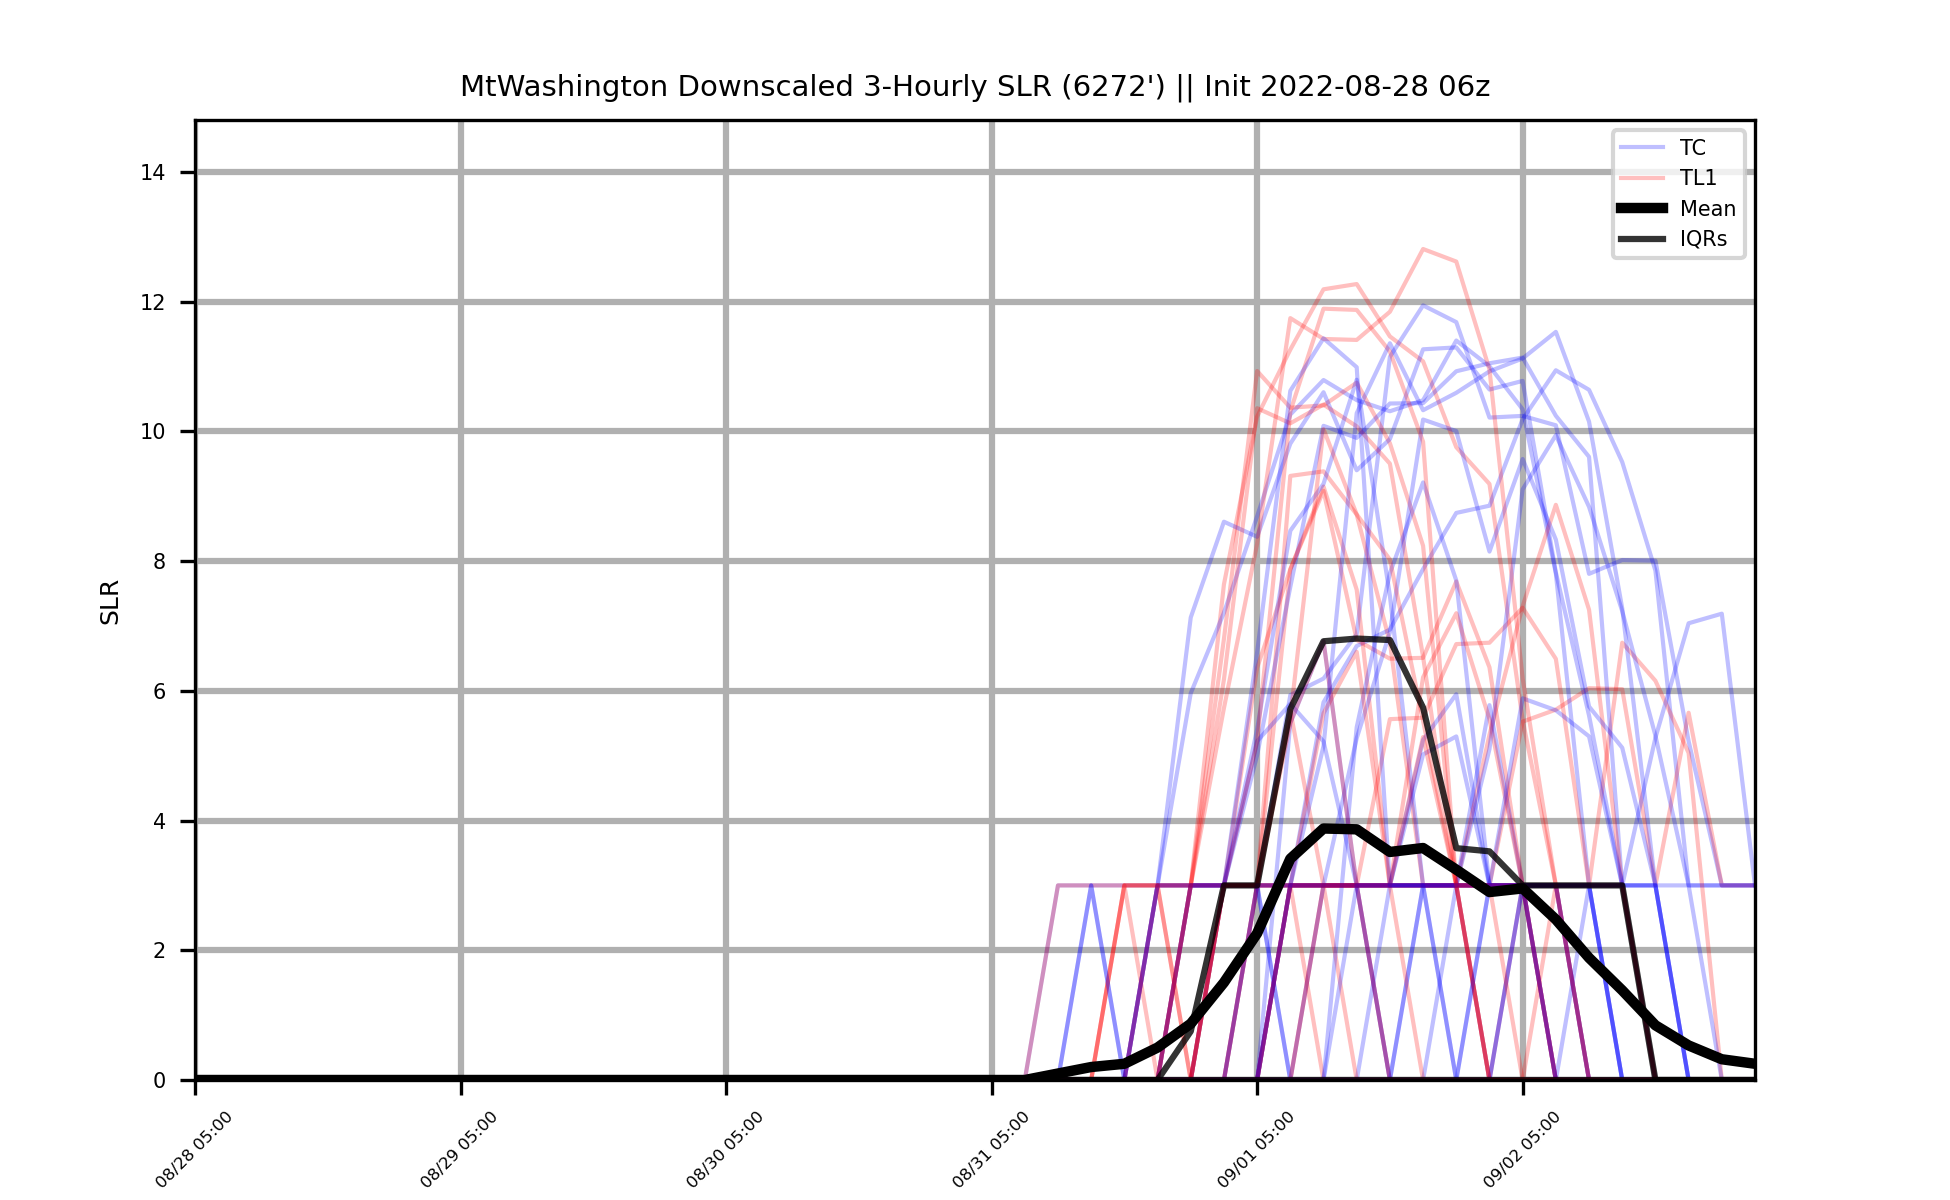 MtWashington Downscaled 3-Hourly SLR (6272') || Init 2022-08-28 06z
TC
TL1
Mean
IQRs
SLR
14
12
10
8
6
4
2
0
08/28 05:00
08/29 05:00
08/30 05:00
08/31 05:00
09/01 05:00
09/02 05:00